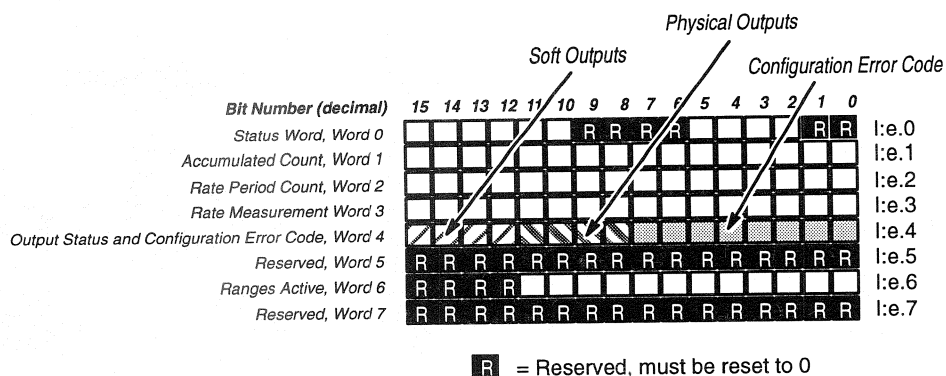 Physical Outputs
Soft Outputs
Configuration Error Code
Bit Number (decimal) 15 14 13 12 11 10 9 8 7 6 5 4 3 2 1 0
Status Word, Word 0 R R R R R R I:e.0
Accumulated Count, Word 1 I:e.1
Rate Period Count, Word 2 I:e.2
Rate Measurement Word 3 I:e.3
Output Status and Configuration Error Code, Word 4 I:e.4
Reserved, Word 5 R R R R R R R R R R R R R R R R I:e.5
Ranges Active, Word 6 R R R R I:e.6
Reserved, Word 7 R R R R R R R R R R R R R R R R I:e.7
R = Reserved, must be reset to 0